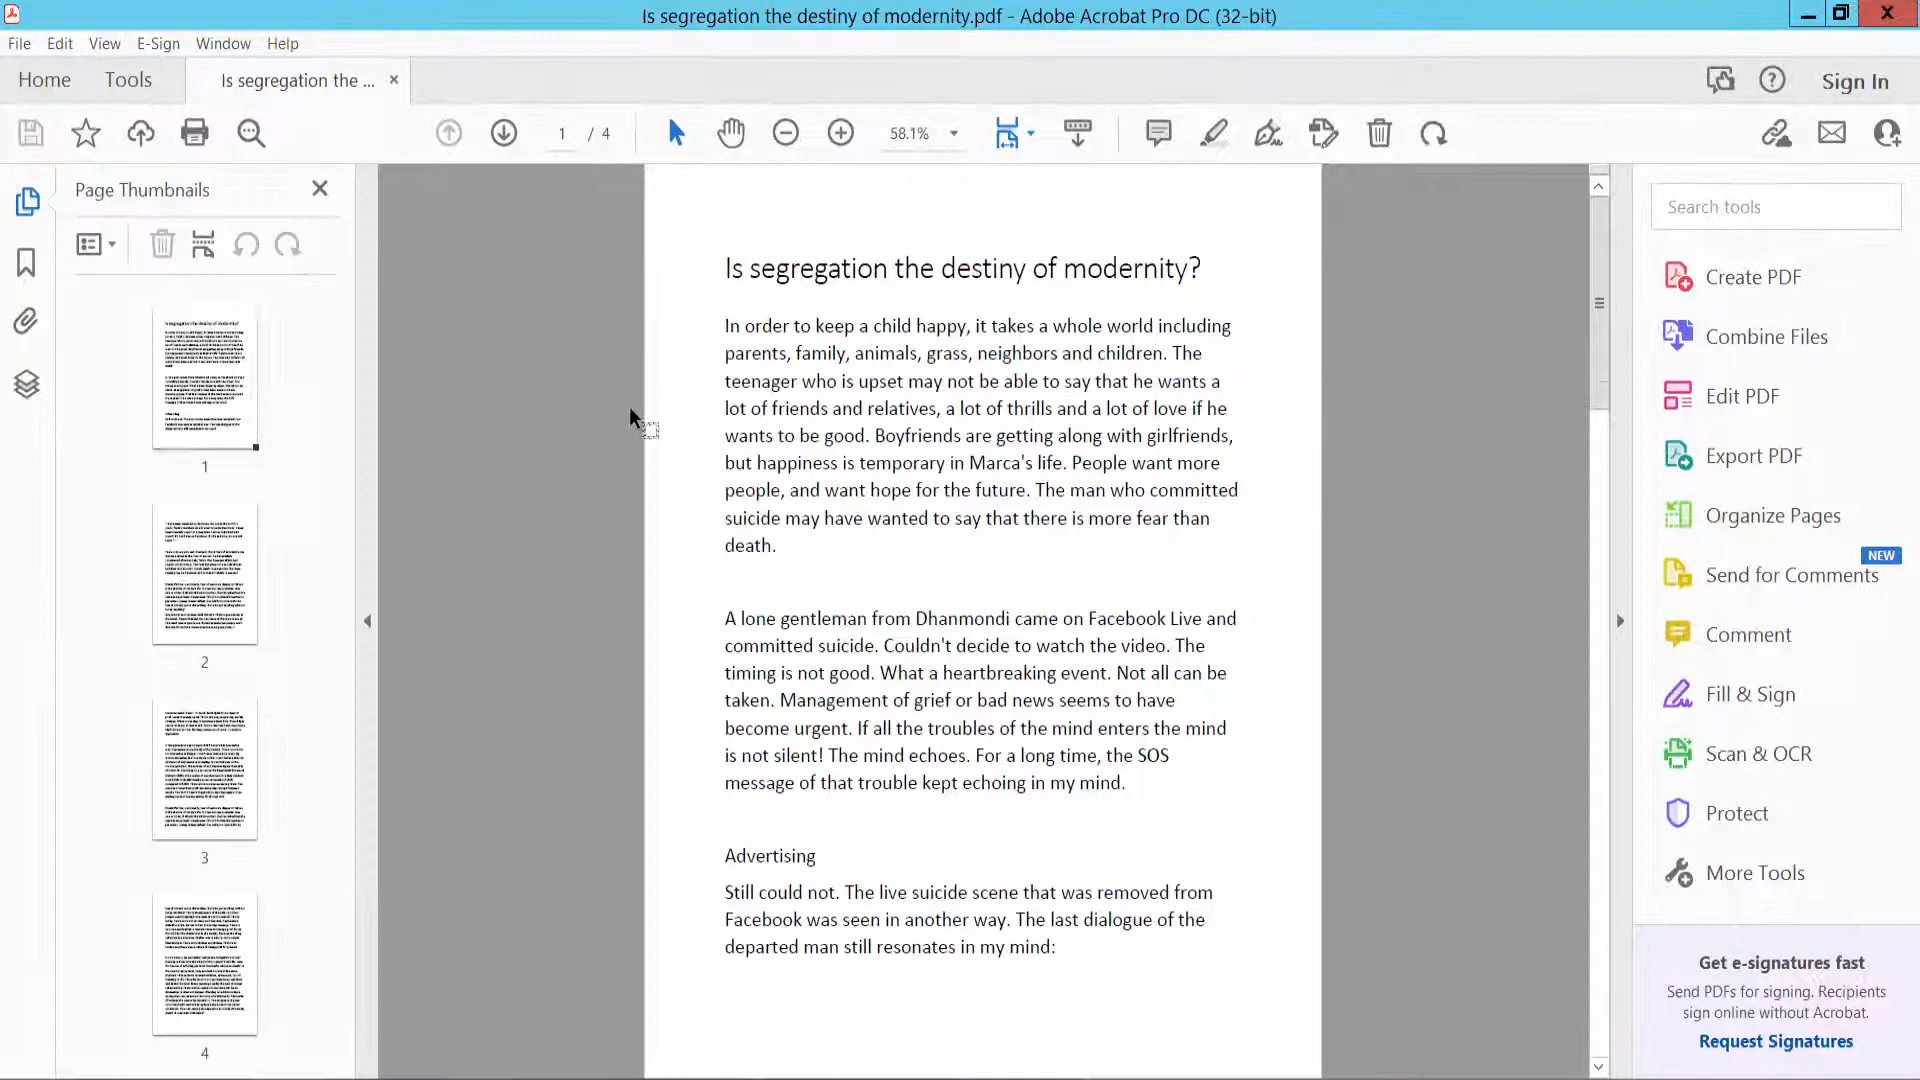 Is segregation the destiny of modernity.pdf - Adobe Acrobat Pro DC (32-bit)
File Edit View E-Sign Window Help
Home Tools Is segregation the ... Sign In
1 / 4 58.1%
Page Thumbnails
1
2
3
4
Is segregation the destiny of modernity?
In order to keep a child happy, it takes a whole world including
parents, family, animals, grass, neighbors and children. The
teenager who is upset may not be able to say that he wants a
lot of friends and relatives, a lot of thrills and a lot of love if he
wants to be good. Boyfriends are getting along with girlfriends,
but happiness is temporary in Marca's life. People want more
people, and want hope for the future. The man who committed
suicide may have wanted to say that there is more fear than
death.
A lone gentleman from Dhanmondi came on Facebook Live and
committed suicide. Couldn't decide to watch the video. The
timing is not good. What a heartbreaking event. Not all can be
taken. Management of grief or bad news seems to have
become urgent. If all the troubles of the mind enters the mind
is not silent! The mind echoes. For a long time, the SOS
message of that trouble kept echoing in my mind.
Advertising
Still could not. The live suicide scene that was removed from
Facebook was seen in another way. The last dialogue of the
departed man still resonates in my mind:
Search tools
Create PDF
Combine Files
Edit PDF
Export PDF
Organize Pages
NEW
Send for Comments
Comment
Fill & Sign
Scan & OCR
Protect
More Tools
Get e-signatures fast
Send PDFs for signing. Recipients
sign online without Acrobat.
Request Signatures